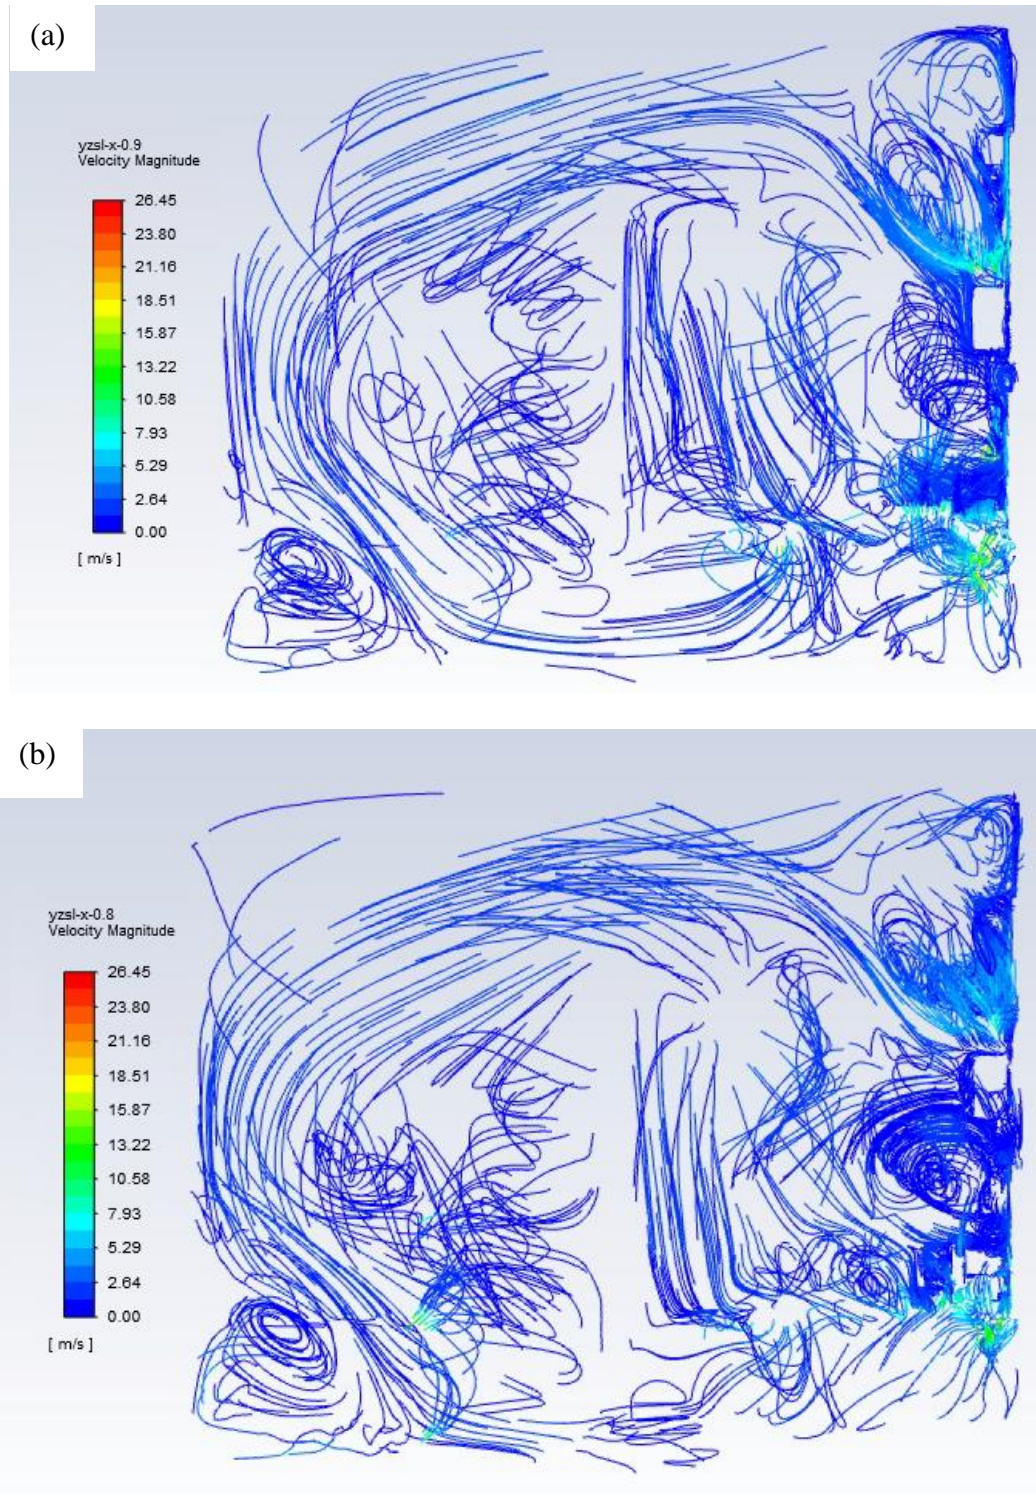 (a)
yzsl-x-0.9
Velocity Magnitude
26.45
23.80
21.16
18.51
15.87
13.22
10.58
7.93
5.29
2.64
0.00
[ m/s ]
(b)
yzsl-x-0.8
Velocity Magnitude
26.45
23.80
21.16
18.51
15.87
13.22
10.58
7.93
5.29
2.64
0.00
[ m/s ]